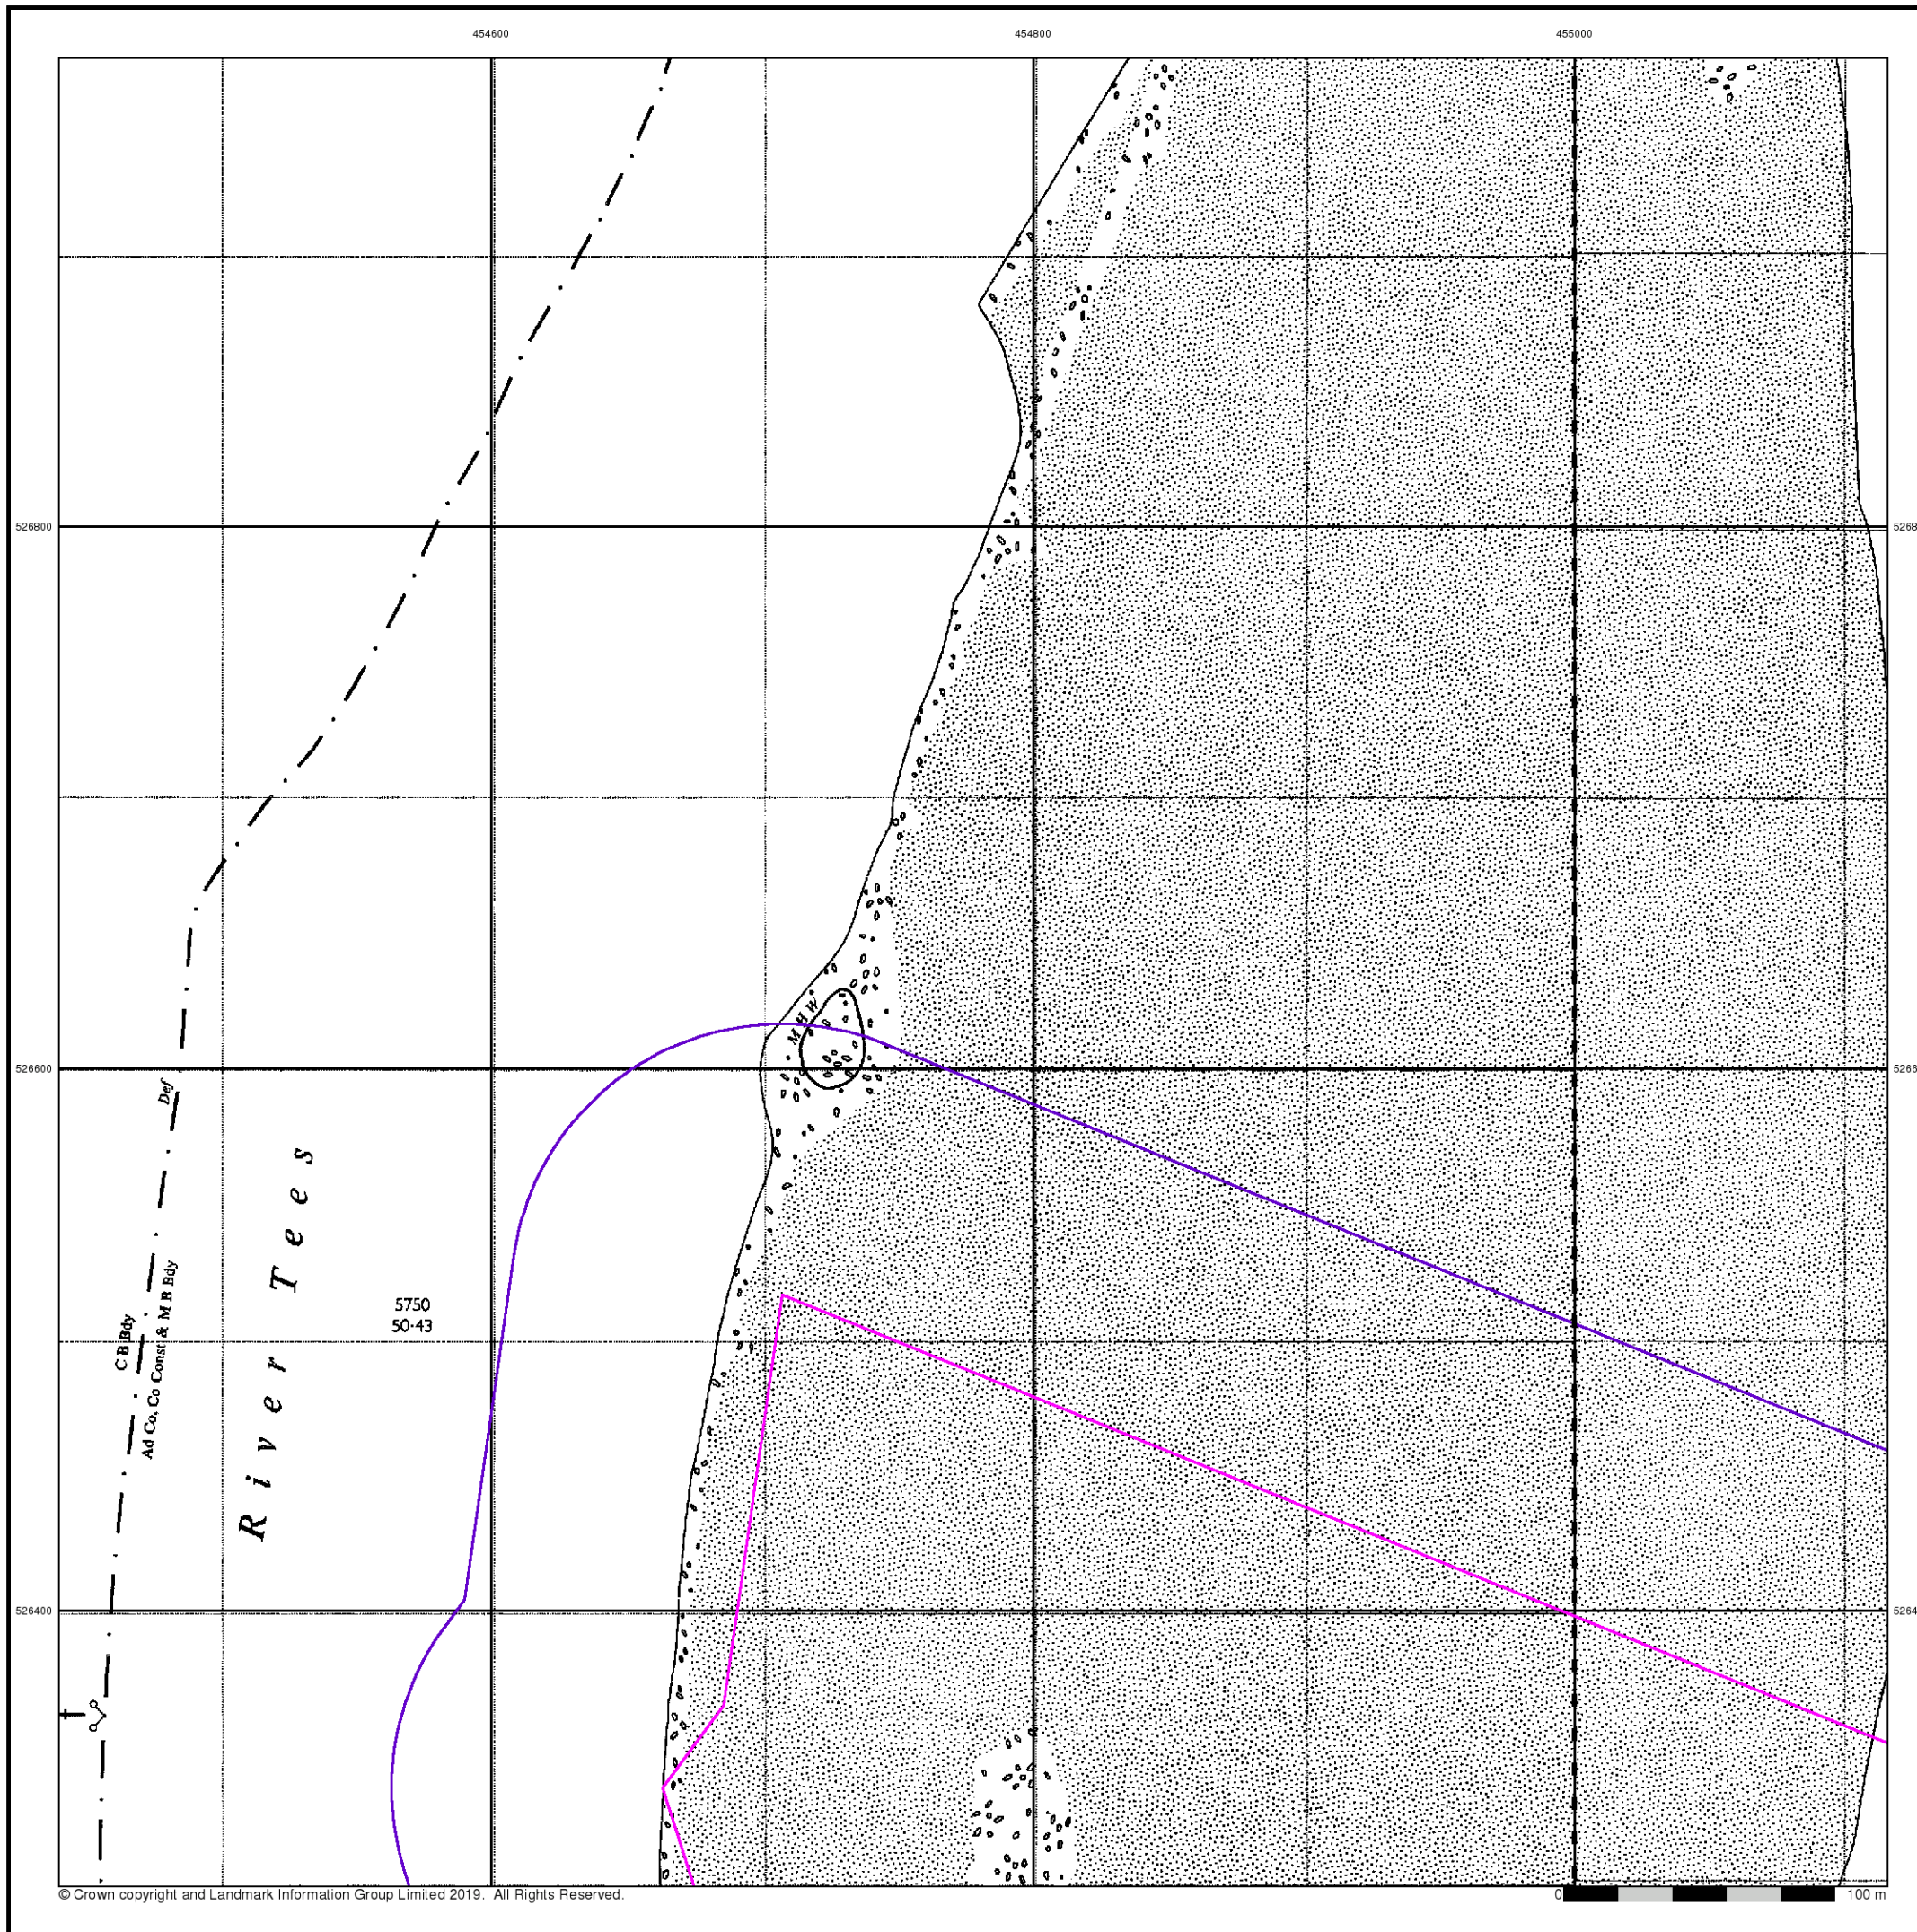 454600 454800 455000
526800 5268
MHW
526600 5266
Def
River Tees
C B Bdy
Ad Co, Co Const & M B Bdy
5750
50·43
526400 5264
© Crown copyright and Landmark Information Group Limited 2019. All Rights Reserved.
0 100 m